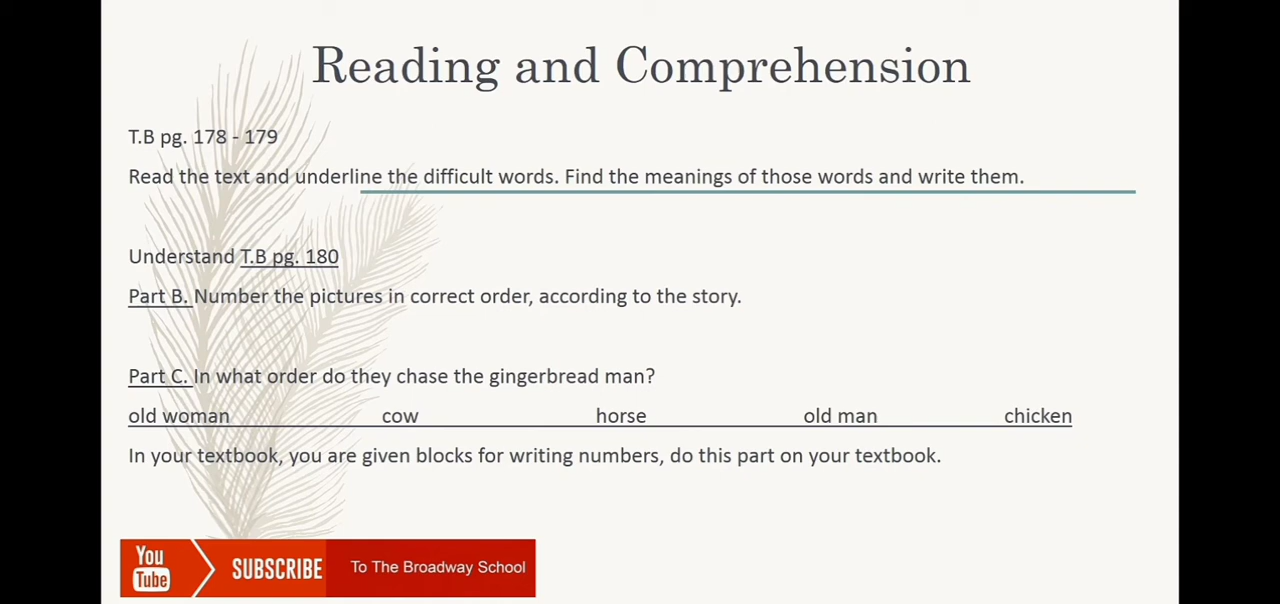 Reading and Comprehension
T.B pg. 178 - 179
Read the text and underline the difficult words. Find the meanings of those words and write them.
Understand T.B pg. 180
Part B. Number the pictures in correct order, according to the story.
Part C. In what order do they chase the gingerbread man?
old woman cow horse old man chicken
In your textbook, you are given blocks for writing numbers, do this part on your textbook.
You Tube SUBSCRIBE To The Broadway School